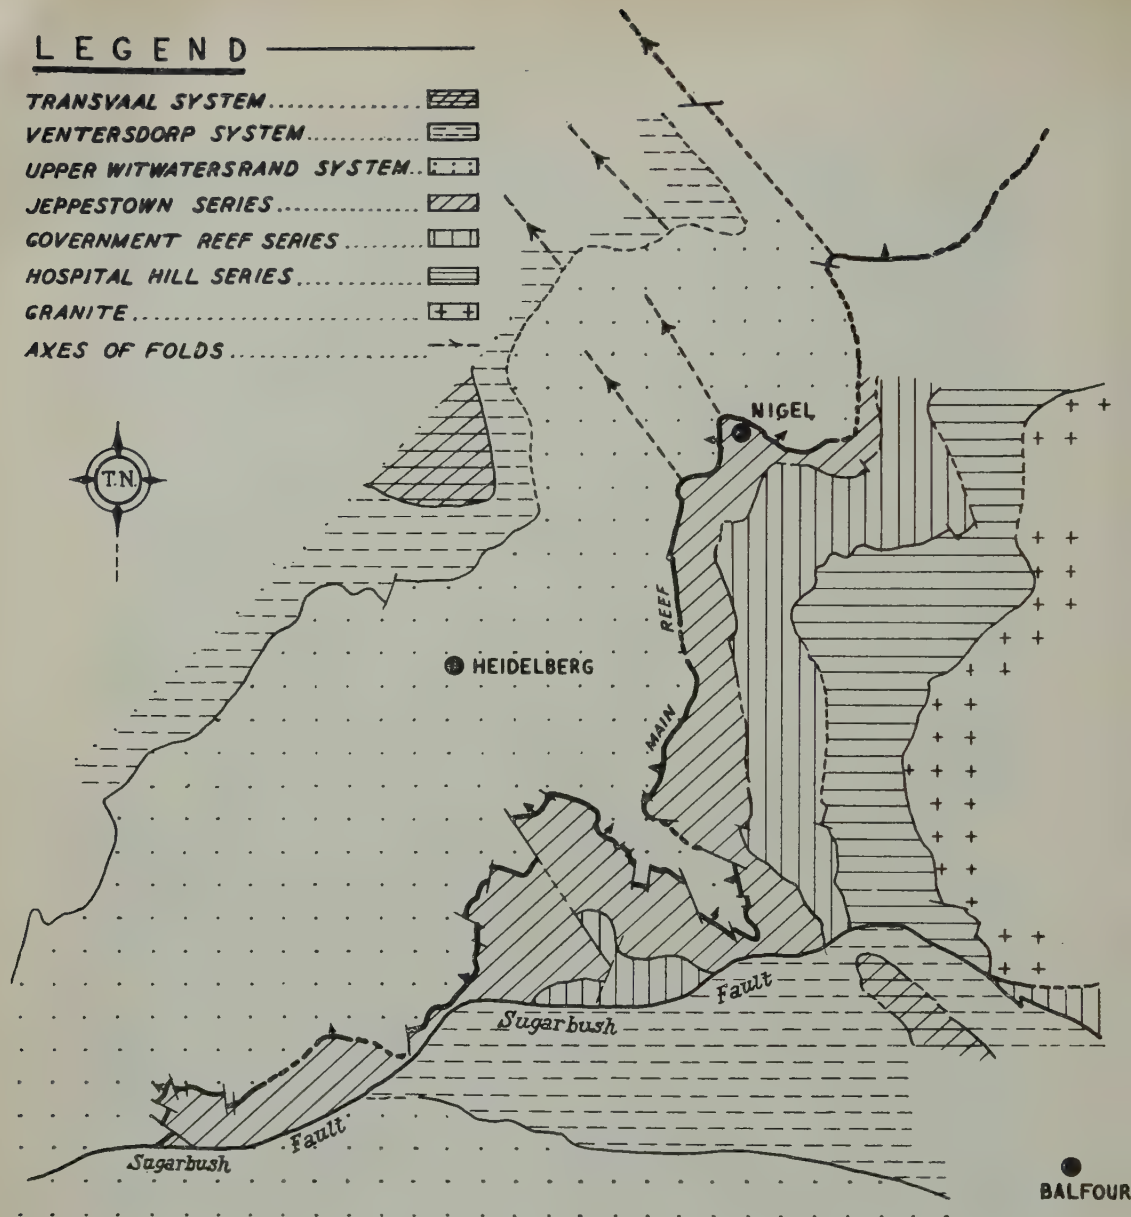 LEGEND
TRANSVAAL SYSTEM
VENTERSDORP SYSTEM
UPPER WITWATERSRAND SYSTEM
JEPPESTOWN SERIES
GOVERNMENT REEF SERIES
HOSPITAL HILL SERIES
GRANITE
AXES OF FOLDS
T.N.
NIGEL
REEF
HEIDELBERG
MAIN
Fault
Sugarbush
Fault
Sugarbush
BALFOUR